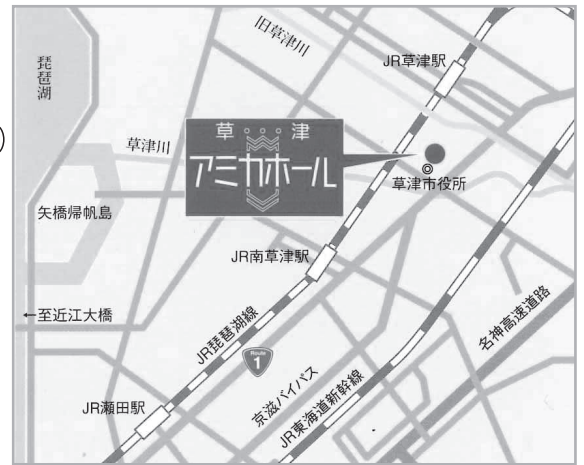 旧草津川
JR草津駅
琵琶湖
草津
アミカホール
草津川
草津市役所
矢橋帰帆島
JR南草津駅
←至近江大橋
JR琵琶湖線
名神高速道路
Route
1
京滋バイパス
JR東海道新幹線
JR瀬田駅